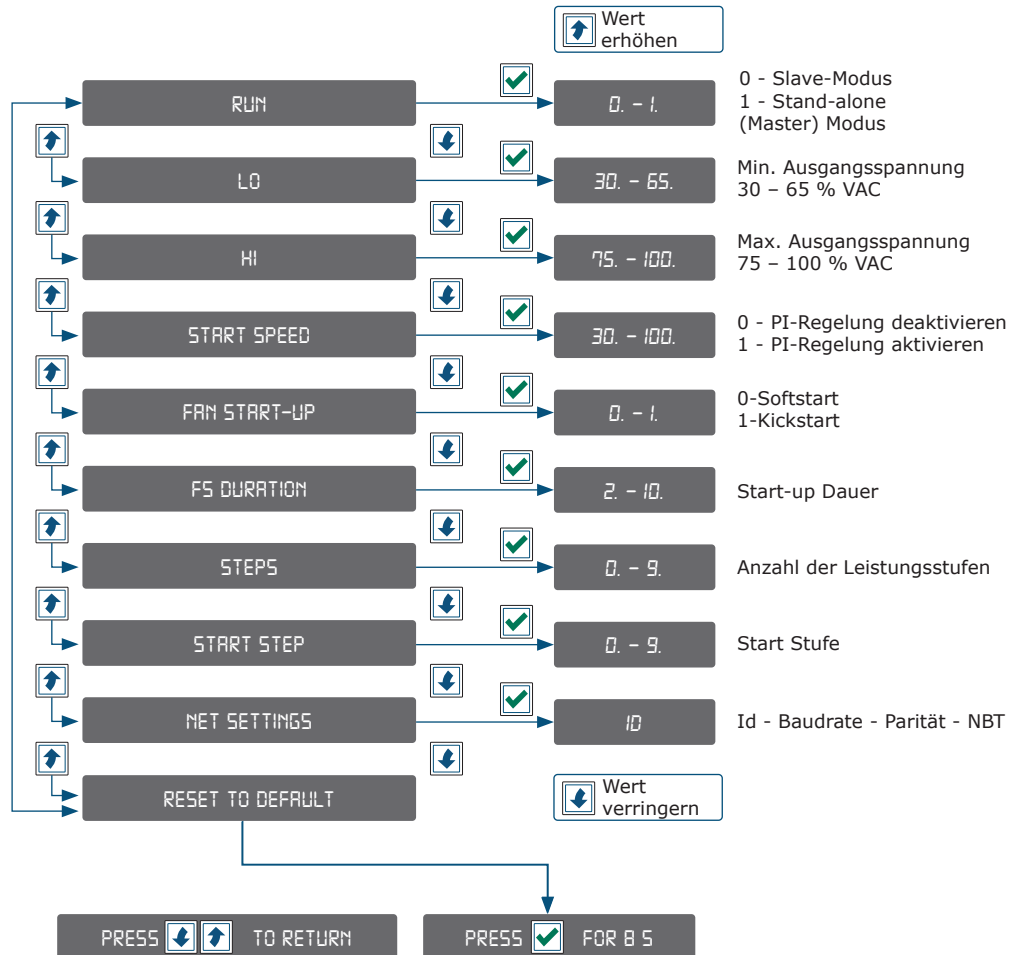 Wert
erhöhen
RUN
0. – 1.
0 - Slave-Modus
1 - Stand-alone
(Master) Modus
LO
30. – 65.
Min. Ausgangsspannung
30 – 65 % VAC
HI
75. – 100.
Max. Ausgangsspannung
75 – 100 % VAC
START SPEED
30. – 100.
0 - PI-Regelung deaktivieren
1 - PI-Regelung aktivieren
FAN START-UP
0. – 1.
0-Softstart
1-Kickstart
FS DURATION
2. – 10.
Start-up Dauer
STEPS
0. – 9.
Anzahl der Leistungsstufen
START STEP
0. – 9.
Start Stufe
NET SETTINGS
ID
Id - Baudrate - Parität - NBT
RESET TO DEFAULT
Wert
verringern
PRESS TO RETURN
PRESS FOR 8 S